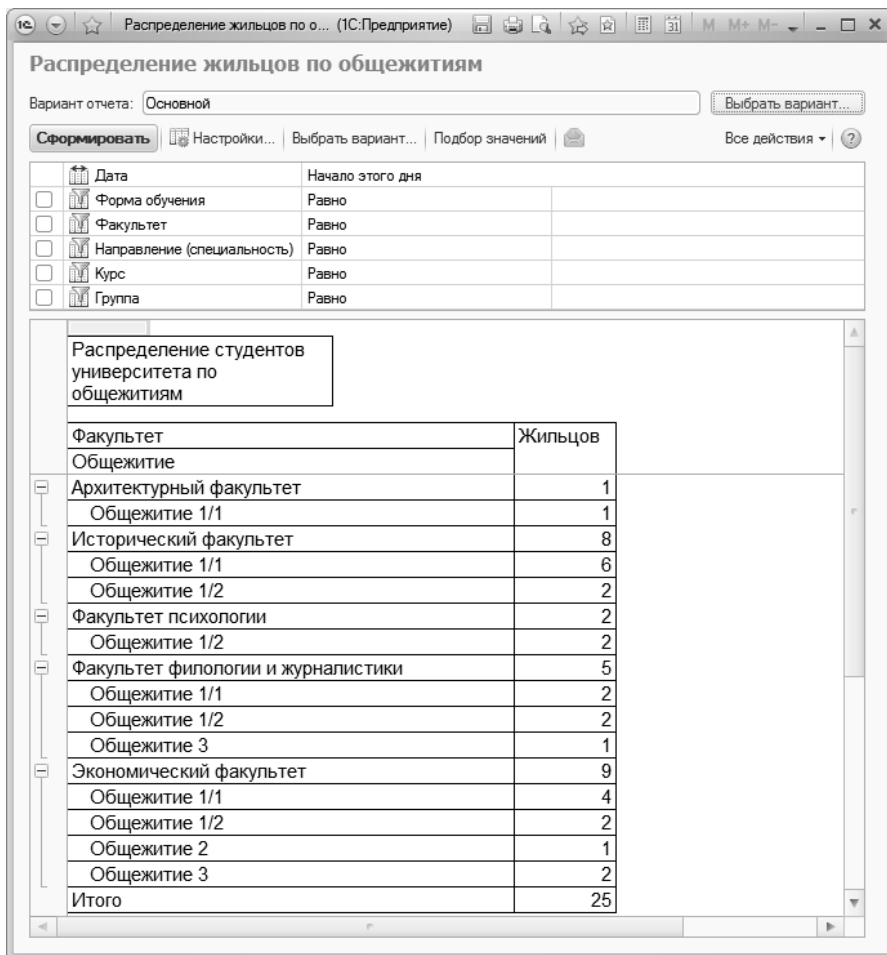 1С Распределение жильцов по о... (1С:Предприятие) 31 M M+ M-
Распределение жильцов по общежитиям
Вариант отчета: Основной Выбрать вариант...
Сформировать Настройки... Выбрать вариант... Подбор значений Все действия ?
Дата Начало этого дня
Форма обучения Равно
Факультет Равно
Направление (специальность) Равно
Курс Равно
Группа Равно
Распределение студентов
университета по
общежитиям
Факультет Жильцов
Общежитие
Архитектурный факультет 1
Общежитие 1/1 1
Исторический факультет 8
Общежитие 1/1 6
Общежитие 1/2 2
Факультет психологии 2
Общежитие 1/2 2
Факультет филологии и журналистики 5
Общежитие 1/1 2
Общежитие 1/2 2
Общежитие 3 1
Экономический факультет 9
Общежитие 1/1 4
Общежитие 1/2 2
Общежитие 2 1
Общежитие 3 2
Итого 25